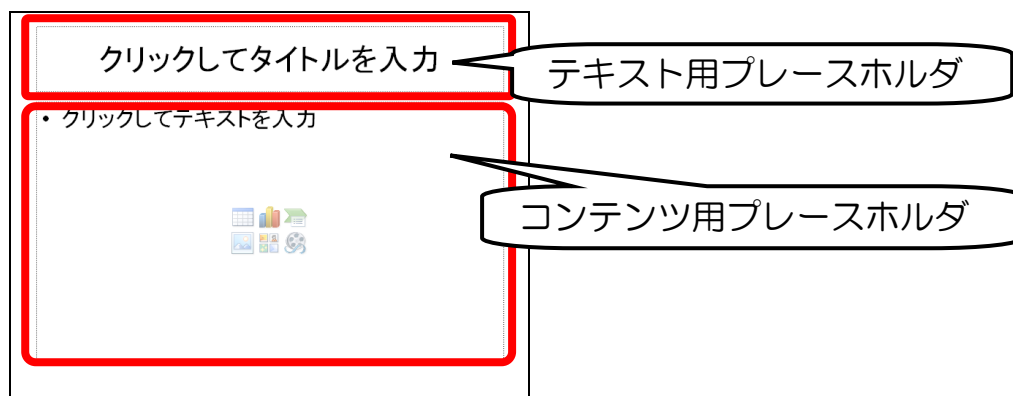 クリックしてタイトルを入力
テキスト用プレースホルダ
• クリックしてテキストを入力
コンテンツ用プレースホルダ